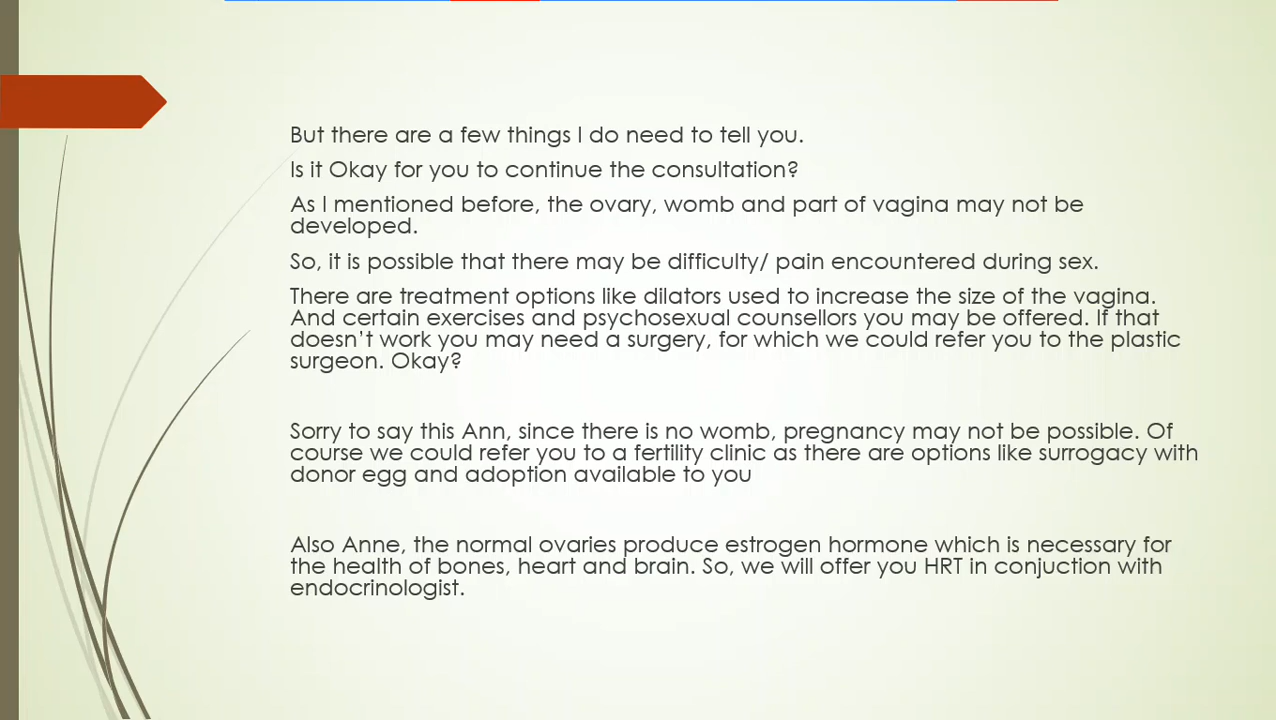 But there are a few things I do need to tell you.
Is it Okay for you to continue the consultation?
As I mentioned before, the ovary, womb and part of vagina may not be
developed.
So, it is possible that there may be difficulty/ pain encountered during sex.
There are treatment options like dilators used to increase the size of the vagina.
And certain exercises and psychosexual counsellors you may be offered. If that
doesn’t work you may need a surgery, for which we could refer you to the plastic
surgeon. Okay?
Sorry to say this Ann, since there is no womb, pregnancy may not be possible. Of
course we could refer you to a fertility clinic as there are options like surrogacy with
donor egg and adoption available to you
Also Anne, the normal ovaries produce estrogen hormone which is necessary for
the health of bones, heart and brain. So, we will offer you HRT in conjuction with
endocrinologist.